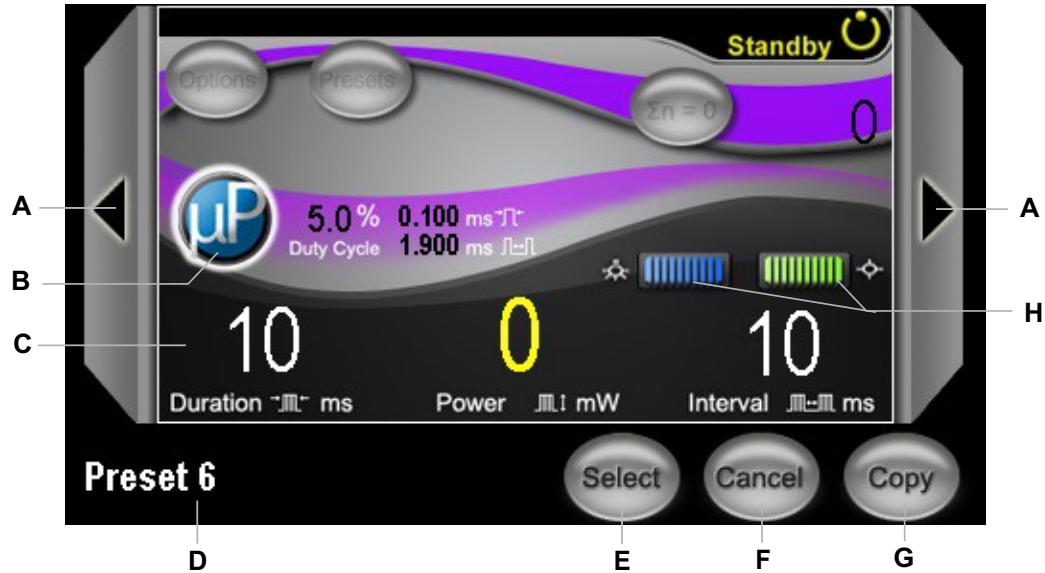 Standby
Options Presets Σn = 0 0
A A
µP 5.0 % 0.100 ms
Duty Cycle 1.900 ms
B
H
C 10 0 10
Duration ms Power mW Interval ms
Preset 6 Select Cancel Copy
D E F G